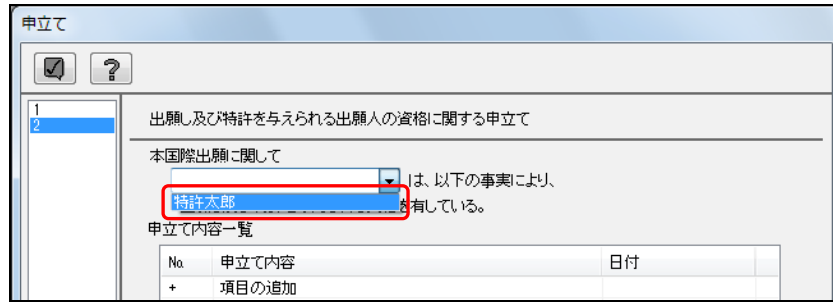 申立て
?
1
2
出願し及び特許を与えられる出願人の資格に関する申立て
本国際出願に関して
は、以下の事実により、
特許太郎
有している。
申立て内容一覧
No. 申立て内容 日付
+ 項目の追加